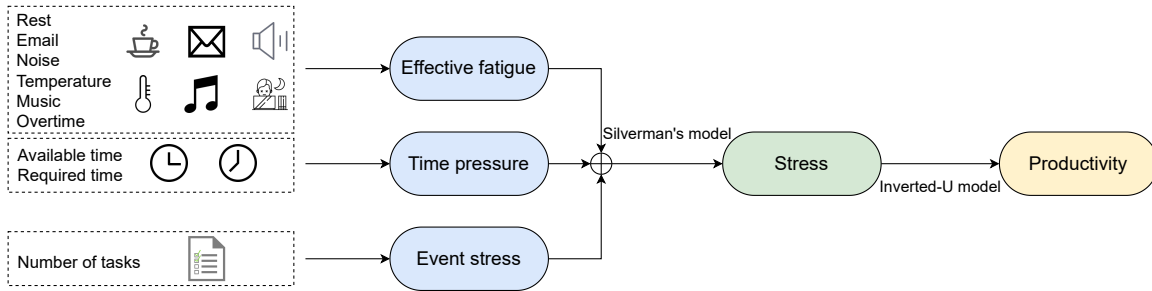 Rest
Email
Noise
Temperature
Music
Overtime
Available time
Required time
Number of tasks
Effective fatigue
Time pressure
Event stress
Silverman's model
Stress
Inverted-U model
Productivity